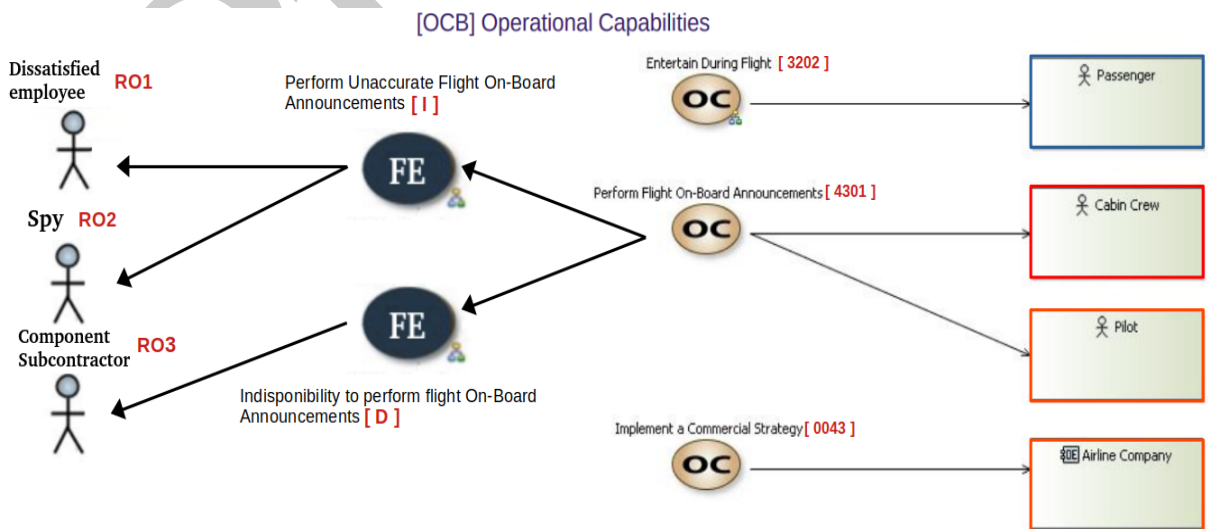 [OCB] Operational Capabilities
Dissatisfied
employee RO1
Perform Unaccurate Flight On-Board
Announcements [ I ]
FE
Spy RO2
Component
Subcontractor RO3
FE
Indisponibility to perform flight On-Board
Announcements [ D ]
Entertain During Flight [ 3202 ]
OC
Perform Flight On-Board Announcements [ 4301 ]
OC
Implement a Commercial Strategy [ 0043 ]
OC
Passenger
Cabin Crew
Pilot
OE Airline Company